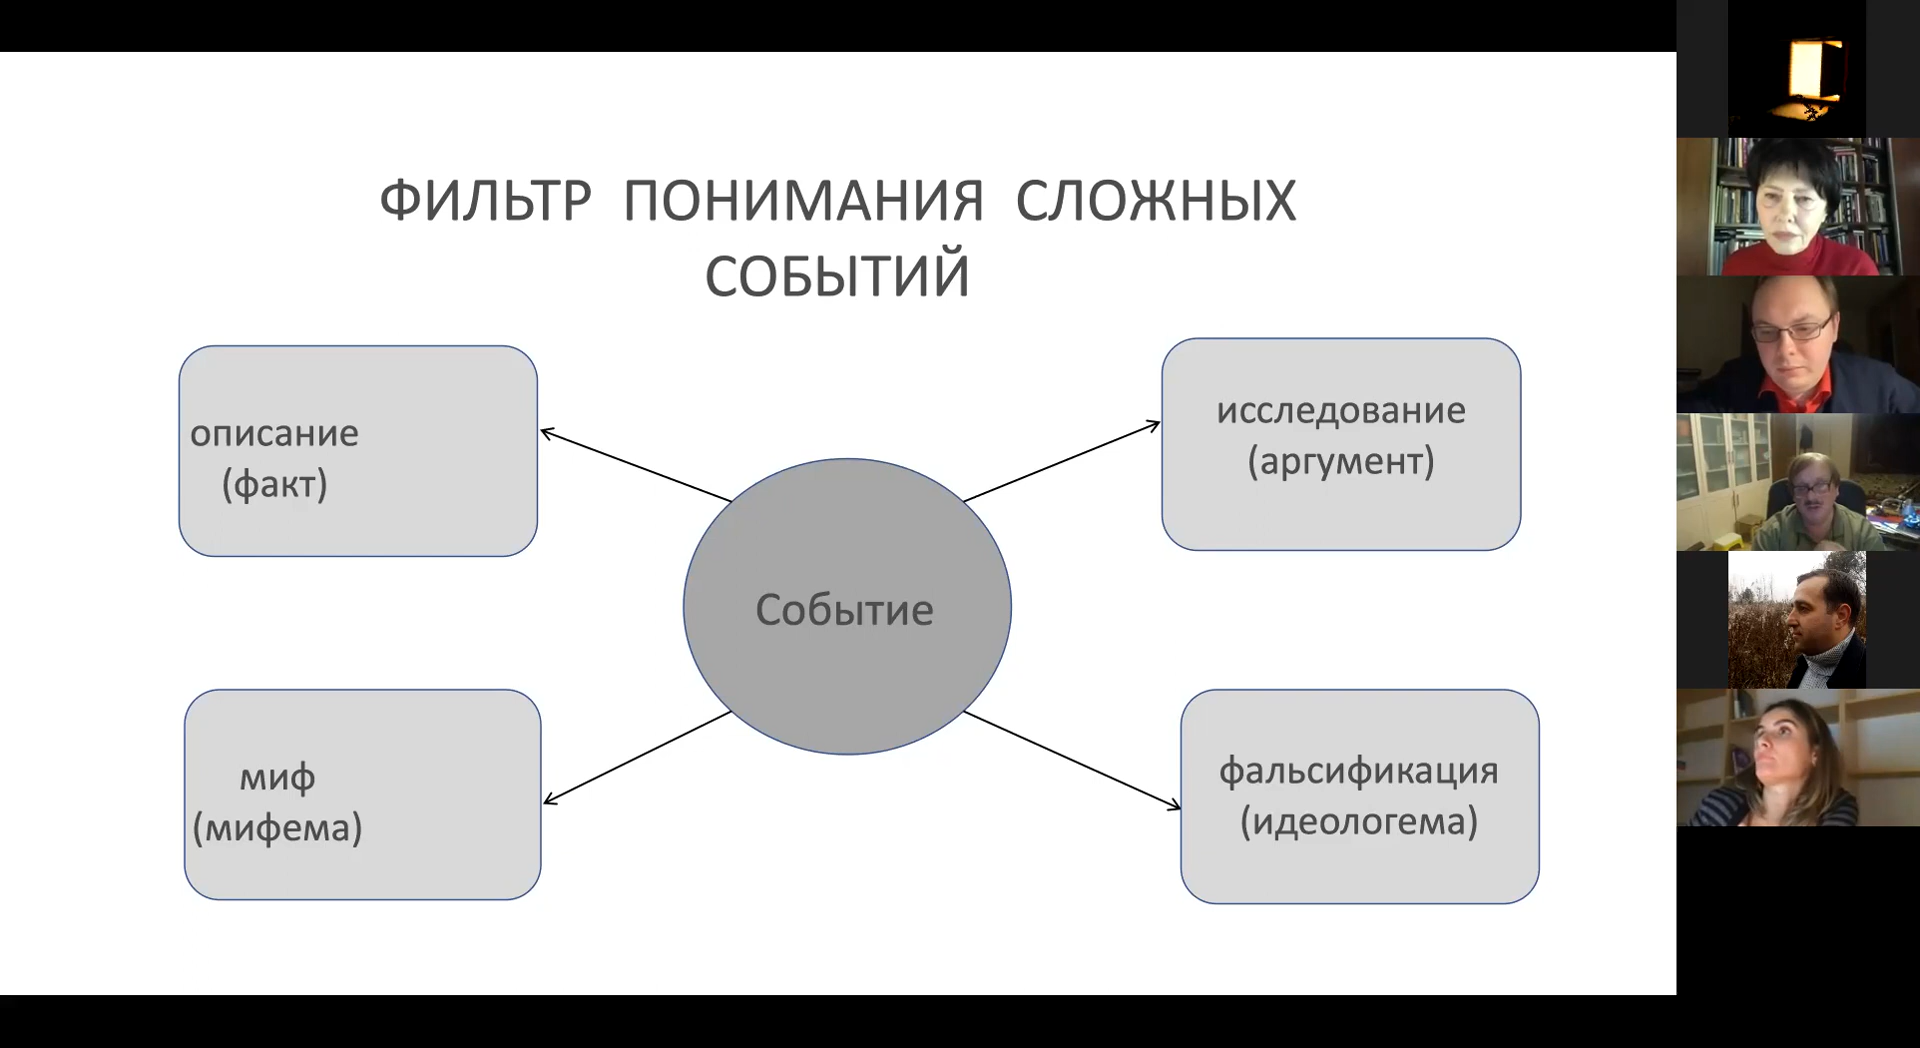 ФИЛЬТР ПОНИМАНИЯ СЛОЖНЫХ
СОБЫТИЙ
описание
(факт)
исследование
(аргумент)
Событие
миф
(мифема)
фальсификация
(идеологема)